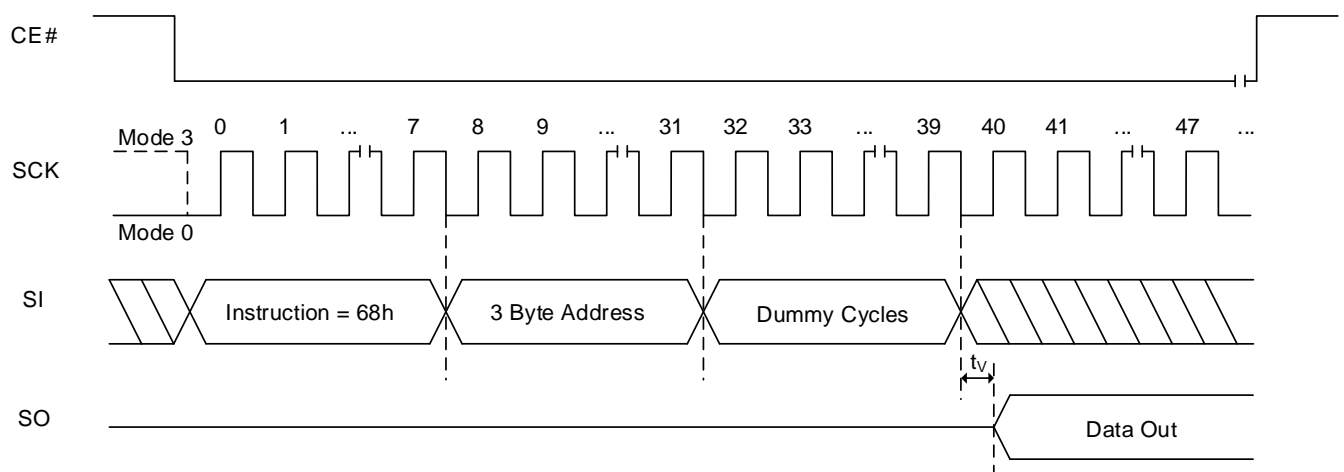 CE#
Mode 3 0 1 ... 7 8 9 ... 31 32 33 ... 39 40 41 ... 47 ...
SCK
Mode 0
SI Instruction = 68h 3 Byte Address Dummy Cycles
tV
SO Data Out